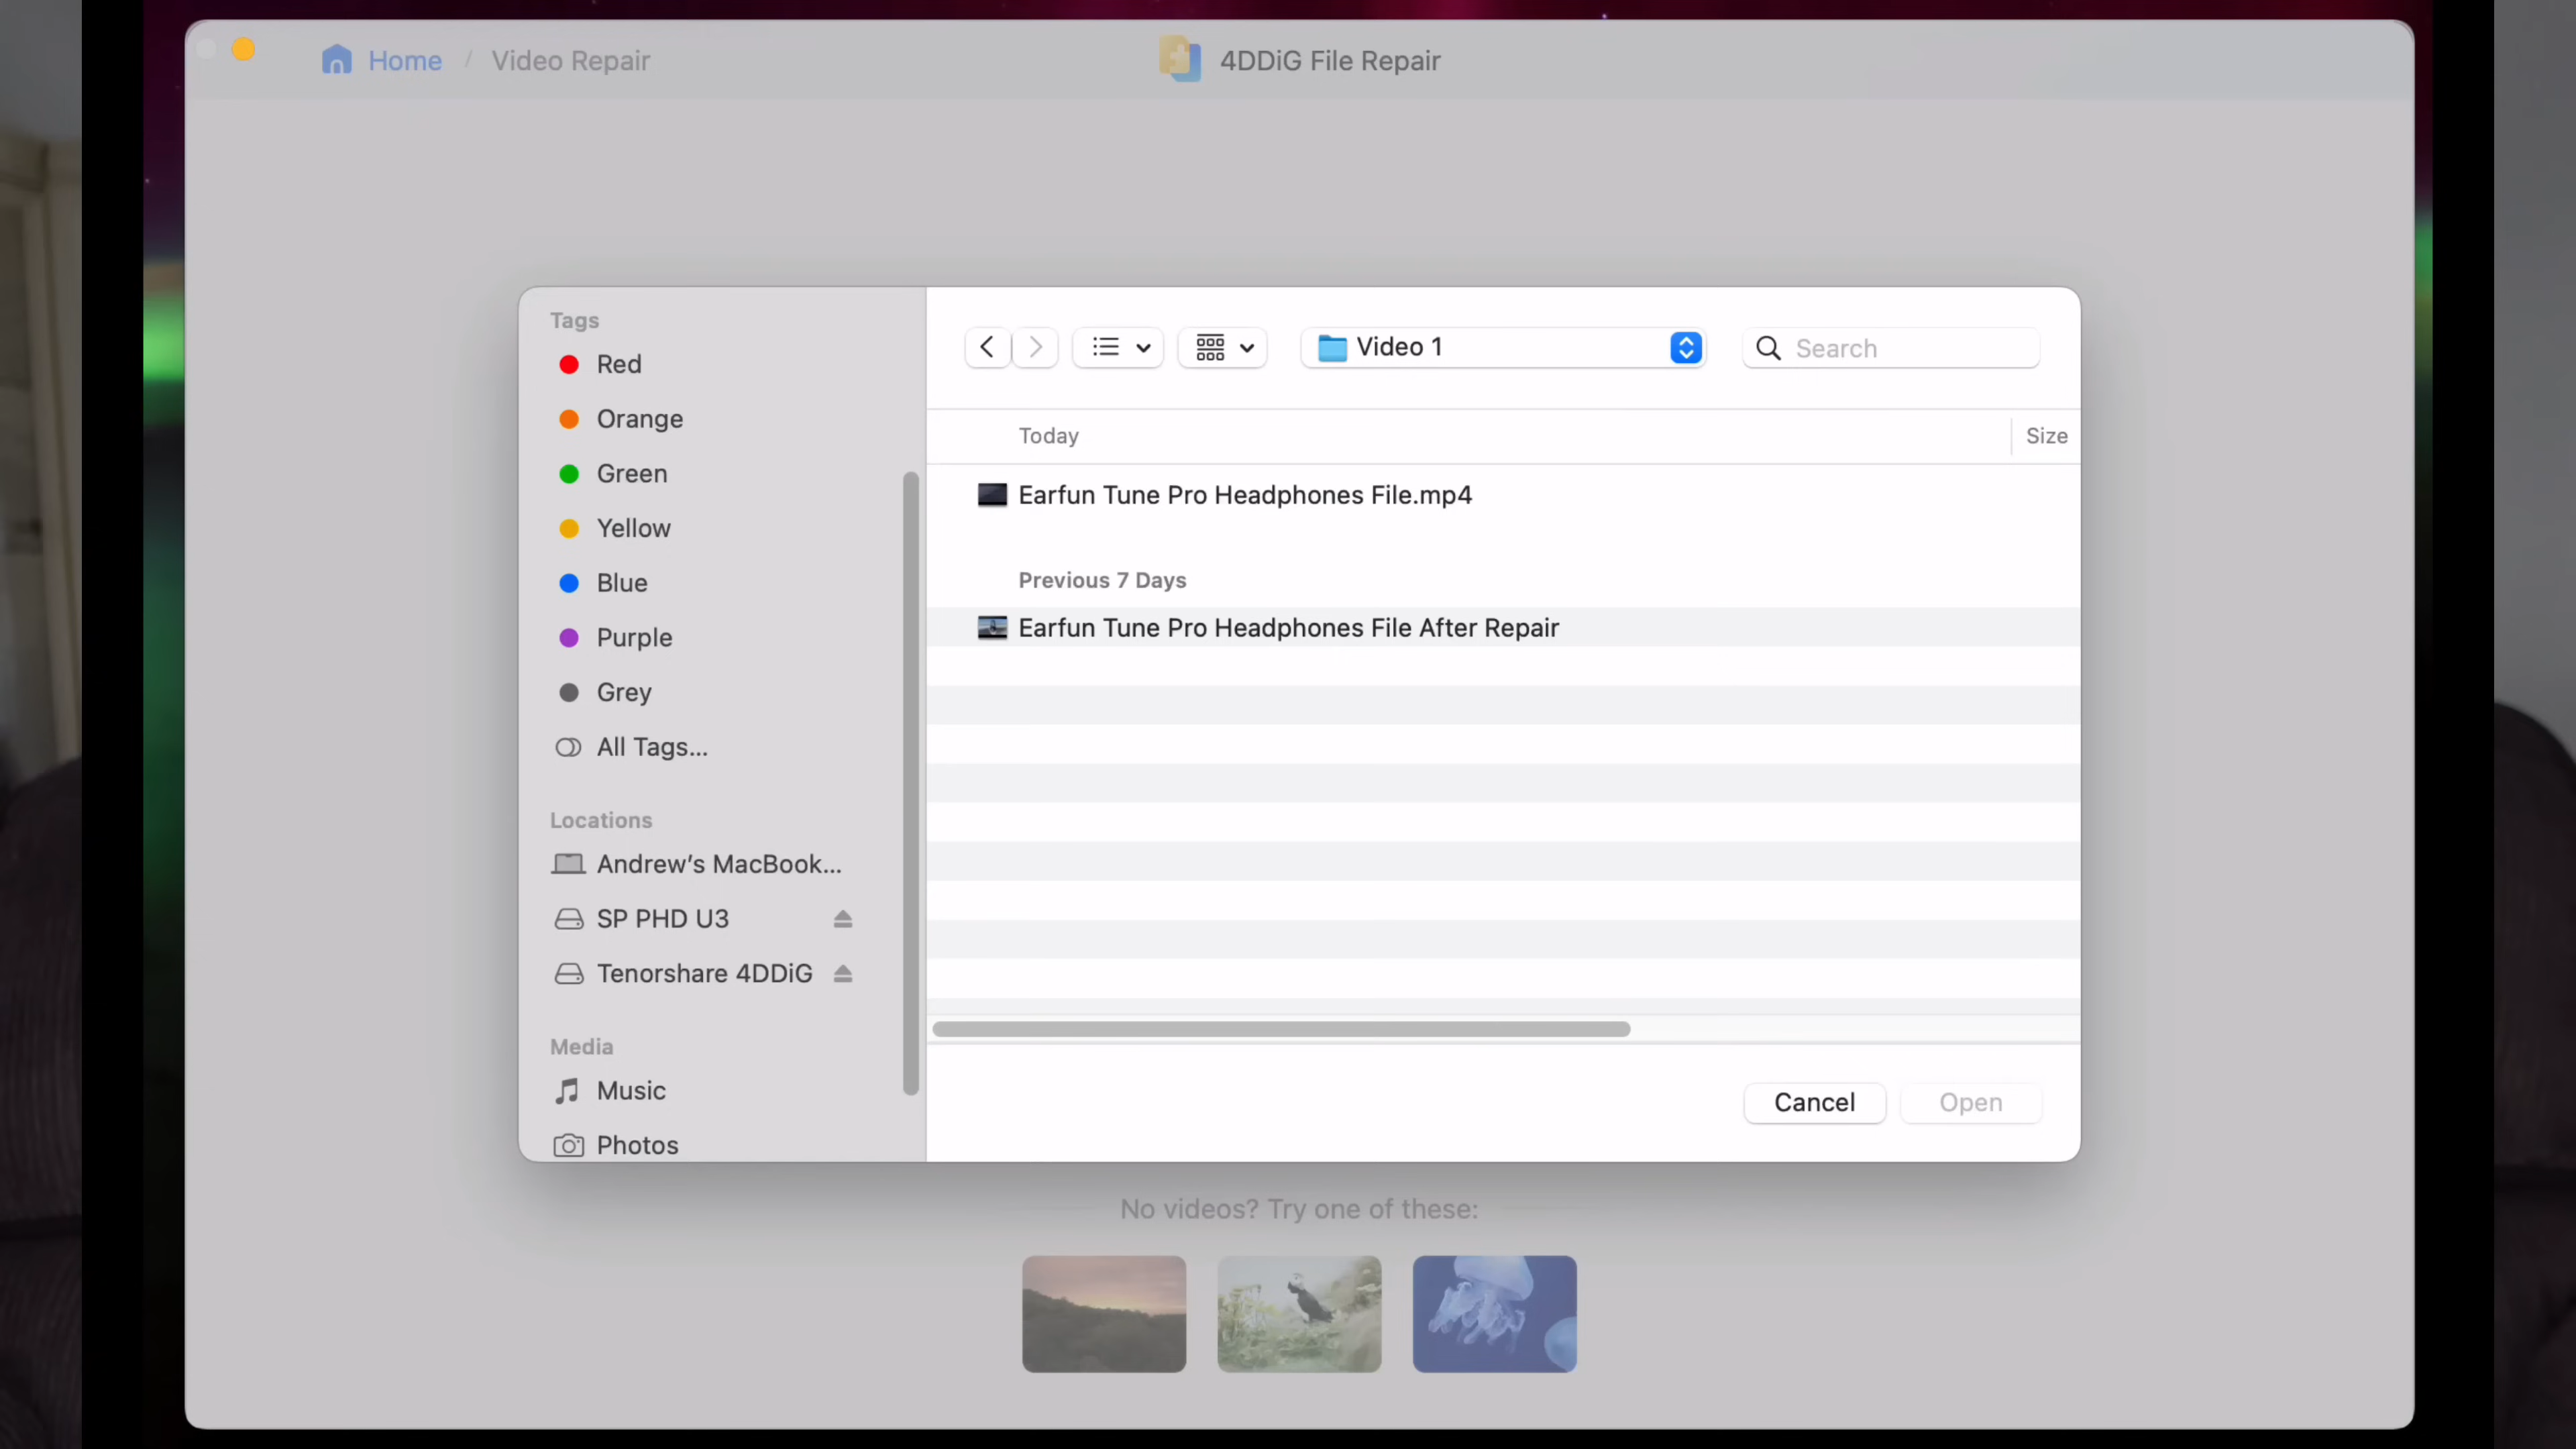 Home / Video Repair
4DDiG File Repair
Tags
Red
Orange
Green
Yellow
Blue
Purple
Grey
All Tags...
Locations
Andrew's MacBook...
SP PHD U3
Tenorshare 4DDiG
Media
Music
Photos
Video 1
Search
Today
Size
Earfun Tune Pro Headphones File.mp4
Previous 7 Days
Earfun Tune Pro Headphones File After Repair
Cancel
Open
No videos? Try one of these: